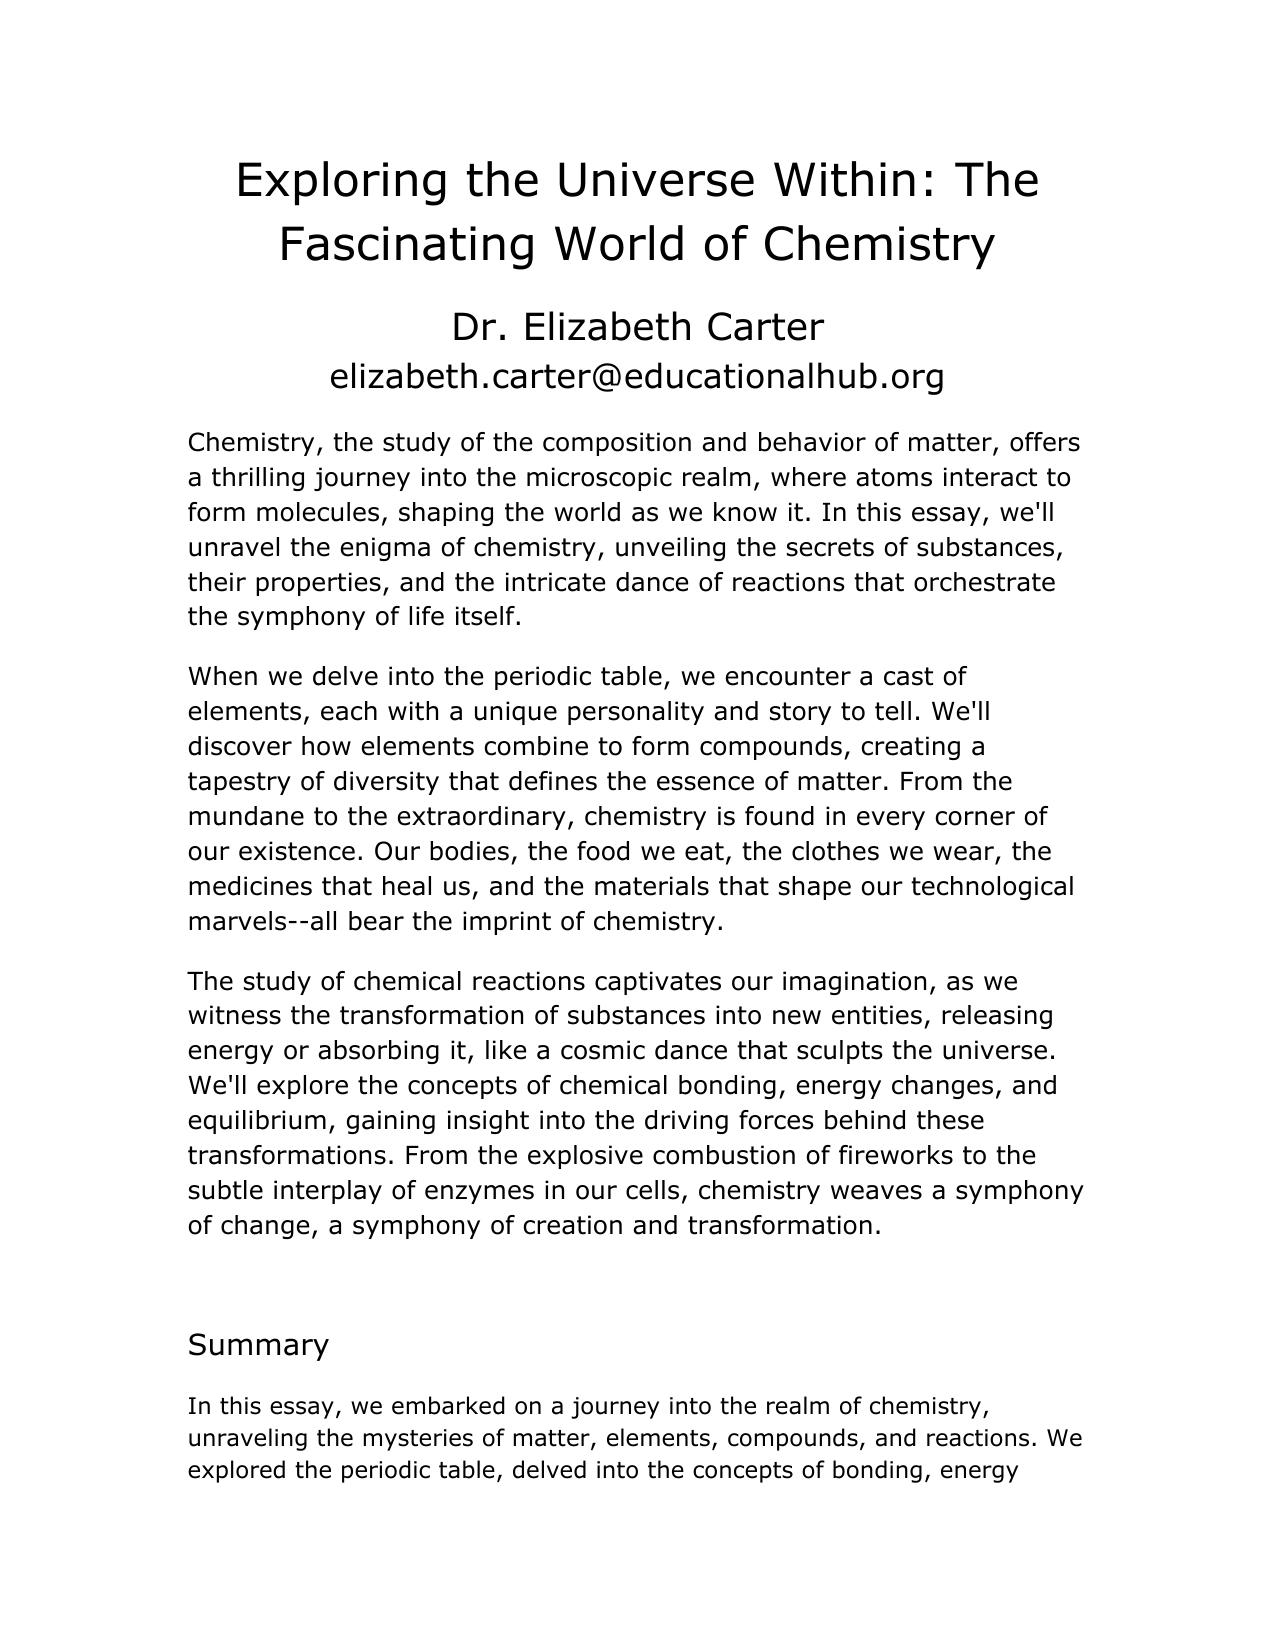 Exploring the Universe Within: The
Fascinating World of Chemistry
Dr. Elizabeth Carter
elizabeth.carter@educationalhub.org
Chemistry, the study of the composition and behavior of matter, offers
a thrilling journey into the microscopic realm, where atoms interact to
form molecules, shaping the world as we know it. In this essay, we'll
unravel the enigma of chemistry, unveiling the secrets of substances,
their properties, and the intricate dance of reactions that orchestrate
the symphony of life itself.
When we delve into the periodic table, we encounter a cast of
elements, each with a unique personality and story to tell. We'll
discover how elements combine to form compounds, creating a
tapestry of diversity that defines the essence of matter. From the
mundane to the extraordinary, chemistry is found in every corner of
our existence. Our bodies, the food we eat, the clothes we wear, the
medicines that heal us, and the materials that shape our technological
marvels--all bear the imprint of chemistry.
The study of chemical reactions captivates our imagination, as we
witness the transformation of substances into new entities, releasing
energy or absorbing it, like a cosmic dance that sculpts the universe.
We'll explore the concepts of chemical bonding, energy changes, and
equilibrium, gaining insight into the driving forces behind these
transformations. From the explosive combustion of fireworks to the
subtle interplay of enzymes in our cells, chemistry weaves a symphony
of change, a symphony of creation and transformation.
Summary
In this essay, we embarked on a journey into the realm of chemistry,
unraveling the mysteries of matter, elements, compounds, and reactions. We
explored the periodic table, delved into the concepts of bonding, energy